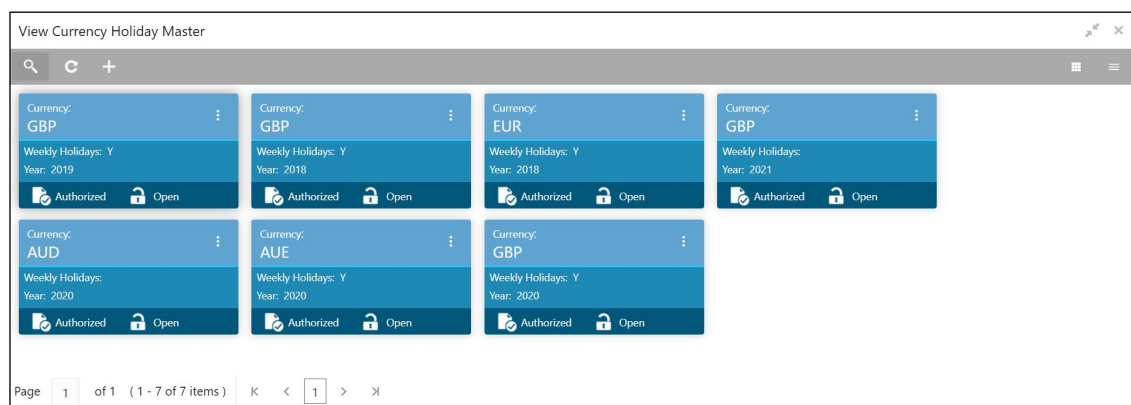 View Currency Holiday Master
Currency:
GBP
Weekly Holidays: Y
Year: 2019
Authorized Open
Currency:
GBP
Weekly Holidays: Y
Year: 2018
Authorized Open
Currency:
EUR
Weekly Holidays: Y
Year: 2018
Authorized Open
Currency:
GBP
Weekly Holidays:
Year: 2021
Authorized Open
Currency:
AUD
Weekly Holidays:
Year: 2020
Authorized Open
Currency:
AUE
Weekly Holidays: Y
Year: 2020
Authorized Open
Currency:
GBP
Weekly Holidays: Y
Year: 2020
Authorized Open
Page 1 of 1 ( 1 - 7 of 7 items ) 1